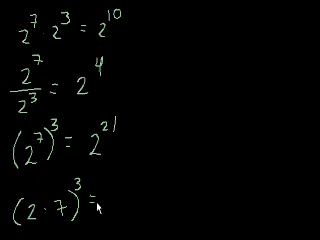 2⁷ · 2³ = 2¹⁰
2⁷/2³ = 2⁴
(2⁷)³ = 2²¹
(2 · 7)³ =